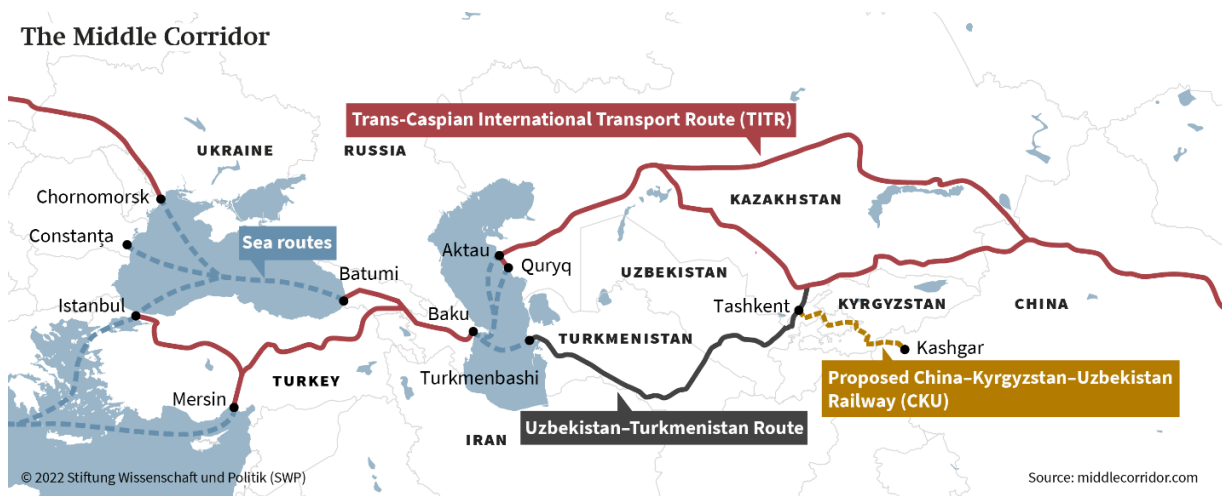 The Middle Corridor
Trans-Caspian International Transport Route (TITR)
UKRAINE
RUSSIA
Chornomorsk
KAZAKHSTAN
Constanța
Sea routes
Aktau
Quryq
Batumi
UZBEKISTAN
Istanbul
Tashkent
KYRGYZSTAN
CHINA
Baku
TURKMENISTAN
Kashgar
TURKEY
Turkmenbashi
Proposed China–Kyrgyzstan–Uzbekistan
Railway (CKU)
Mersin
Uzbekistan–Turkmenistan Route
IRAN
© 2022 Stiftung Wissenschaft und Politik (SWP)
Source: middlecorridor.com